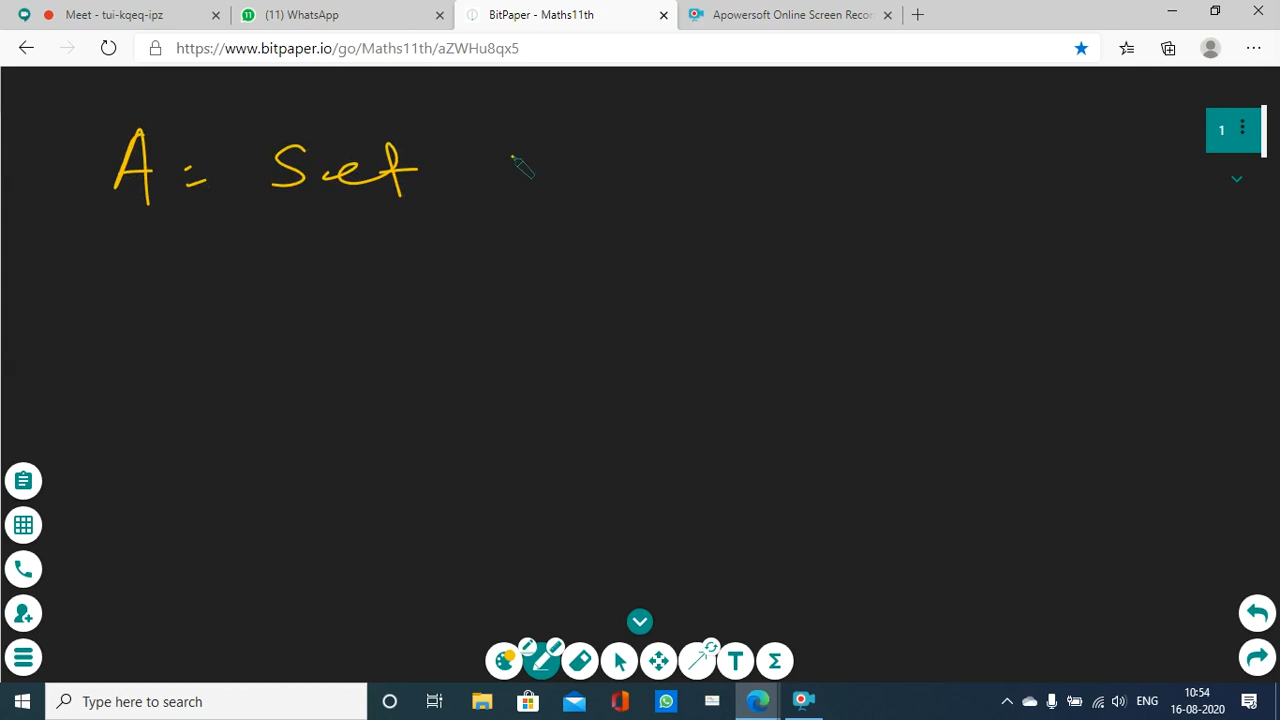 Meet - tui-kqeq-ipz
(11) WhatsApp
BitPaper - Maths11th
Apowersoft Online Screen Recor
https://www.bitpaper.io/go/Maths11th/aZWHu8qx5
A = Set
1
T
Σ
Type here to search
ENG
10:54
16-08-2020